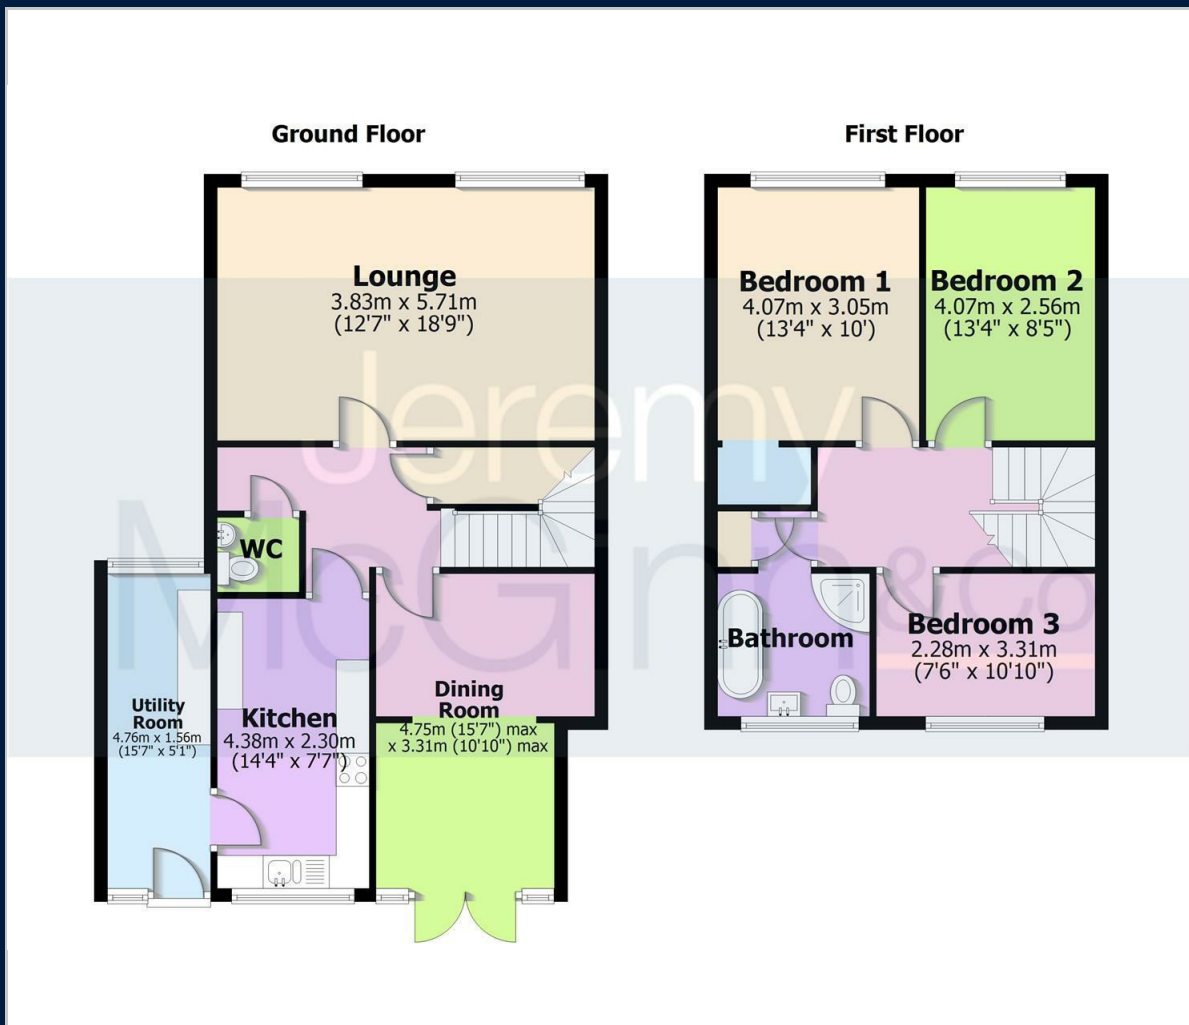 Ground Floor
First Floor
Lounge
3.83m x 5.71m
(12'7" x 18'9")
Bedroom 1
4.07m x 3.05m
(13'4" x 10')
Bedroom 2
4.07m x 2.56m
(13'4" x 8'5")
Jeremy
McGinn & Co
WC
Bathroom
Bedroom 3
2.28m x 3.31m
(7'6" x 10'10")
Utility
Room
4.76m x 1.56m
(15'7" x 5'1")
Kitchen
4.38m x 2.30m
(14'4" x 7'7")
Dining
Room
4.75m (15'7") max
x 3.31m (10'10") max